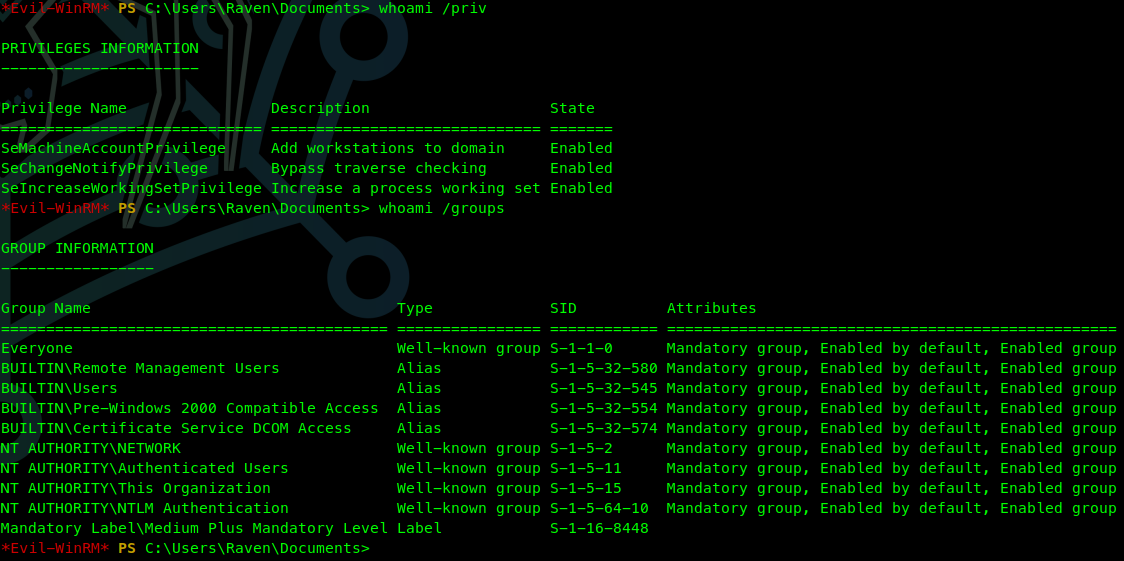 *Evil-WinRM* PS C:\Users\Raven\Documents> whoami /priv
PRIVILEGES INFORMATION
----------------------
Privilege Name                Description                    State
============================= ============================== =======
SeMachineAccountPrivilege     Add workstations to domain     Enabled
SeChangeNotifyPrivilege       Bypass traverse checking       Enabled
SeIncreaseWorkingSetPrivilege Increase a process working set Enabled
*Evil-WinRM* PS C:\Users\Raven\Documents> whoami /groups
GROUP INFORMATION
-----------------
Group Name                                  Type             SID          Attributes
=========================================== ================ ============ ==================================================
Everyone                                    Well-known group S-1-1-0      Mandatory group, Enabled by default, Enabled group
BUILTIN\Remote Management Users             Alias            S-1-5-32-580 Mandatory group, Enabled by default, Enabled group
BUILTIN\Users                               Alias            S-1-5-32-545 Mandatory group, Enabled by default, Enabled group
BUILTIN\Pre-Windows 2000 Compatible Access  Alias            S-1-5-32-554 Mandatory group, Enabled by default, Enabled group
BUILTIN\Certificate Service DCOM Access     Alias            S-1-5-32-574 Mandatory group, Enabled by default, Enabled group
NT AUTHORITY\NETWORK                        Well-known group S-1-5-2      Mandatory group, Enabled by default, Enabled group
NT AUTHORITY\Authenticated Users            Well-known group S-1-5-11     Mandatory group, Enabled by default, Enabled group
NT AUTHORITY\This Organization              Well-known group S-1-5-15     Mandatory group, Enabled by default, Enabled group
NT AUTHORITY\NTLM Authentication            Well-known group S-1-5-64-10  Mandatory group, Enabled by default, Enabled group
Mandatory Label\Medium Plus Mandatory Level Label            S-1-16-8448
*Evil-WinRM* PS C:\Users\Raven\Documents>